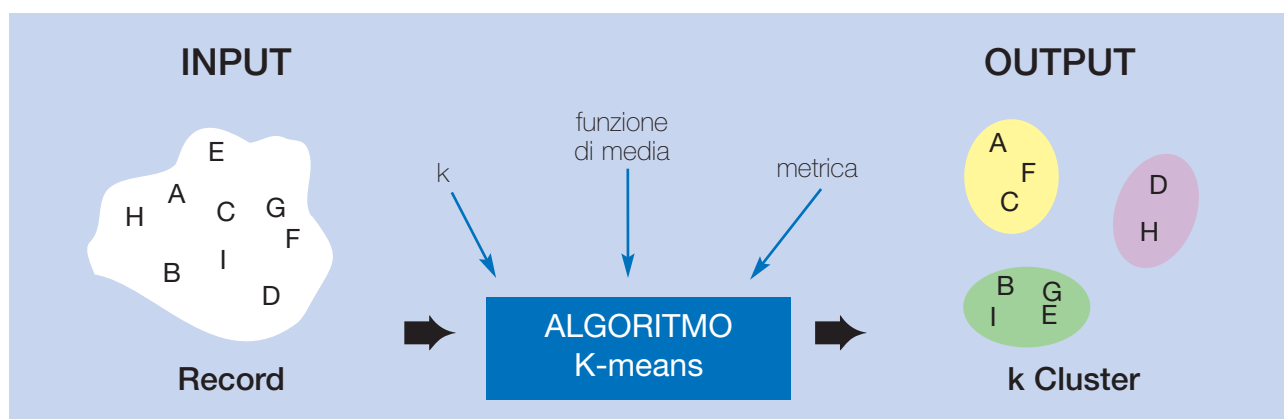 INPUT
OUTPUT
funzione
di media
k
metrica
E
A
H
C
G
F
I
B
D
A
F
C
D
H
B
G
I
E
ALGORITMO
K-means
Record
k Cluster